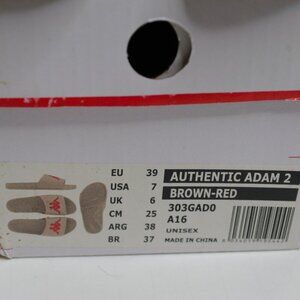 EU 39
USA 7
UK 6
CM 25
ARG 38
BR 37
AUTHENTIC ADAM 2
BROWN-RED
303GAD0
A16
UNISEX
MADE IN CHINA